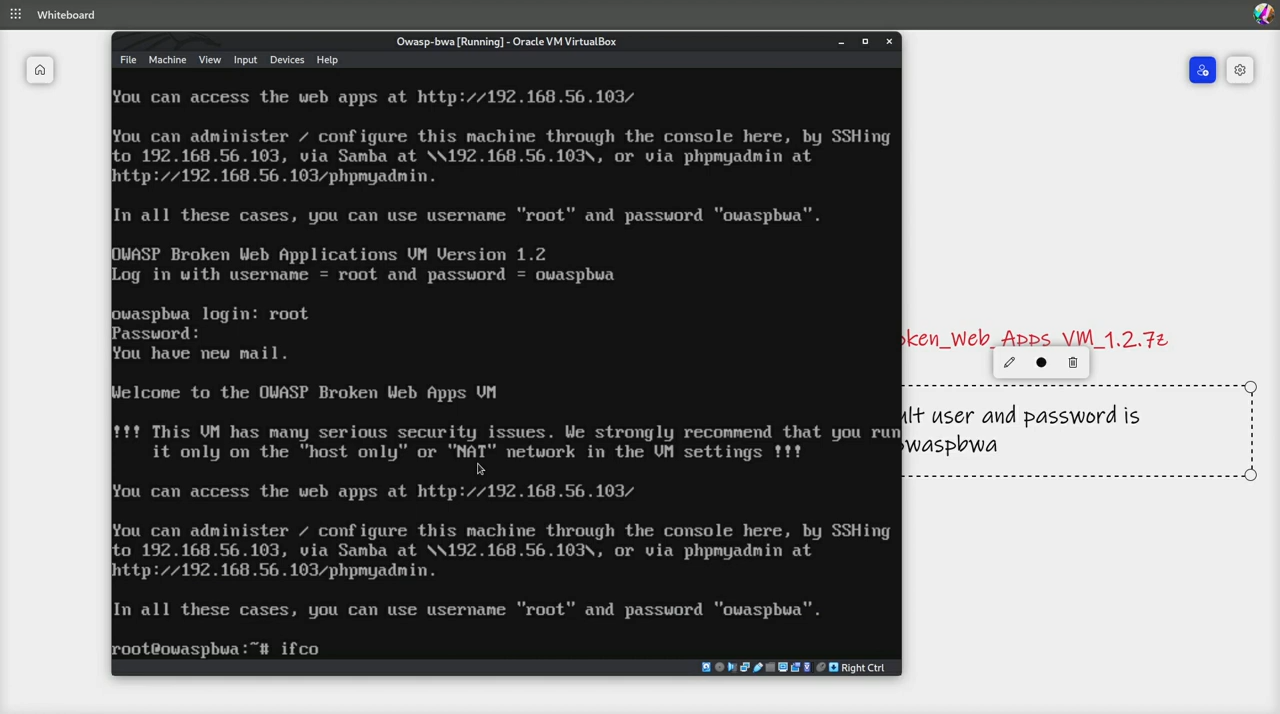 Whiteboard
Owasp-bwa [Running] - Oracle VM VirtualBox
File Machine View Input Devices Help
You can access the web apps at http://192.168.56.103/
You can administer / configure this machine through the console here, by SSHing
to 192.168.56.103, via Samba at \\192.168.56.103\, or via phpmyadmin at
http://192.168.56.103/phpmyadmin.
In all these cases, you can use username "root" and password "owaspbwa".
OWASP Broken Web Applications VM Version 1.2
Log in with username = root and password = owaspbwa
owaspbwa login: root
Password:
You have new mail.
Welcome to the OWASP Broken Web Apps VM
!!! This VM has many serious security issues. We strongly recommend that you run
it only on the "host only" or "NAT" network in the VM settings !!!
You can access the web apps at http://192.168.56.103/
You can administer / configure this machine through the console here, by SSHing
to 192.168.56.103, via Samba at \\192.168.56.103\, or via phpmyadmin at
http://192.168.56.103/phpmyadmin.
In all these cases, you can use username "root" and password "owaspbwa".
root@owaspbwa:~# ifco
Right Ctrl
oken_Web_Apps_VM_1.2.7z
ult user and password is
owaspbwa